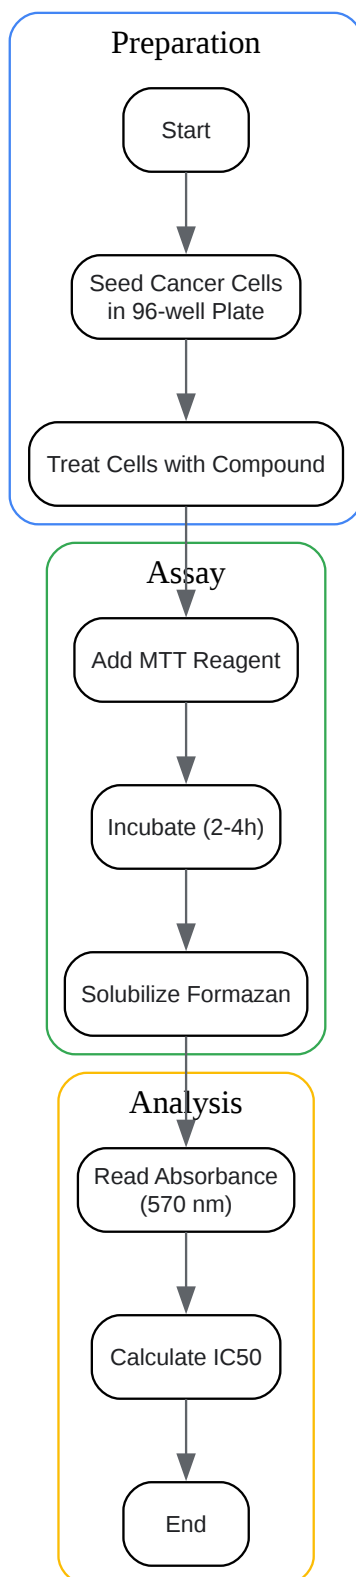 Preparation
Start
Seed Cancer Cells
in 96-well Plate
Treat Cells with Compound
Assay
Add MTT Reagent
Incubate (2-4h)
Solubilize Formazan
Analysis
Read Absorbance
(570 nm)
Calculate IC50
End